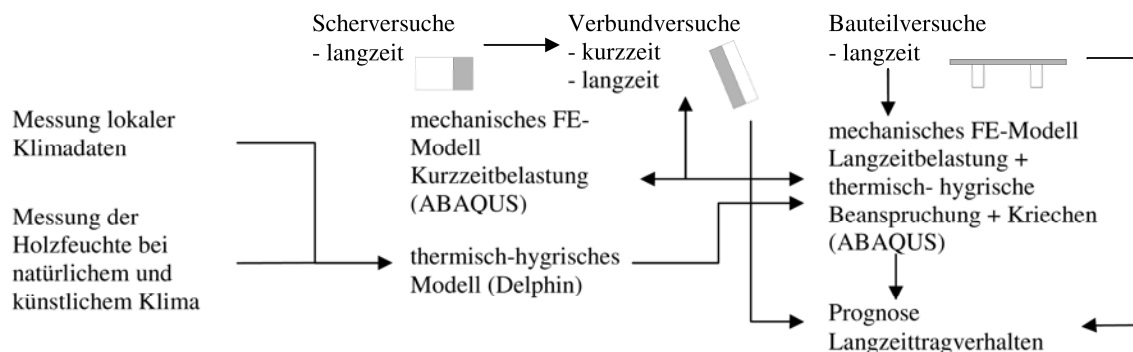 Scherversuche
- langzeit
Verbundversuche
- kurzzeit
- langzeit
Bauteilversuche
- langzeit
Messung lokaler
Klimadaten
mechanisches FE-
Modell
Kurzzeitbelastung
(ABAQUS)
mechanisches FE-Modell
Langzeitbelastung +
thermisch- hygrische
Beanspruchung + Kriechen
(ABAQUS)
Messung der
Holzfeuchte bei
natürlichem und
künstlichem Klima
thermisch-hygrisches
Modell (Delphin)
Prognose
Langzeittragverhalten